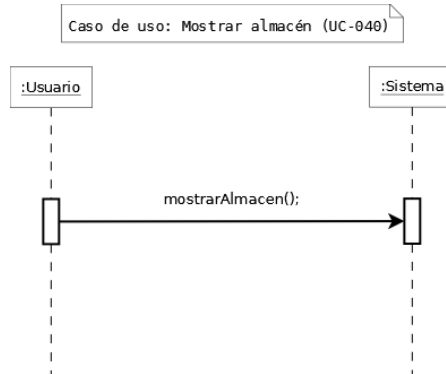 Caso de uso: Mostrar almacén (UC-040)
:Usuario
:Sistema
mostrarAlmacen();